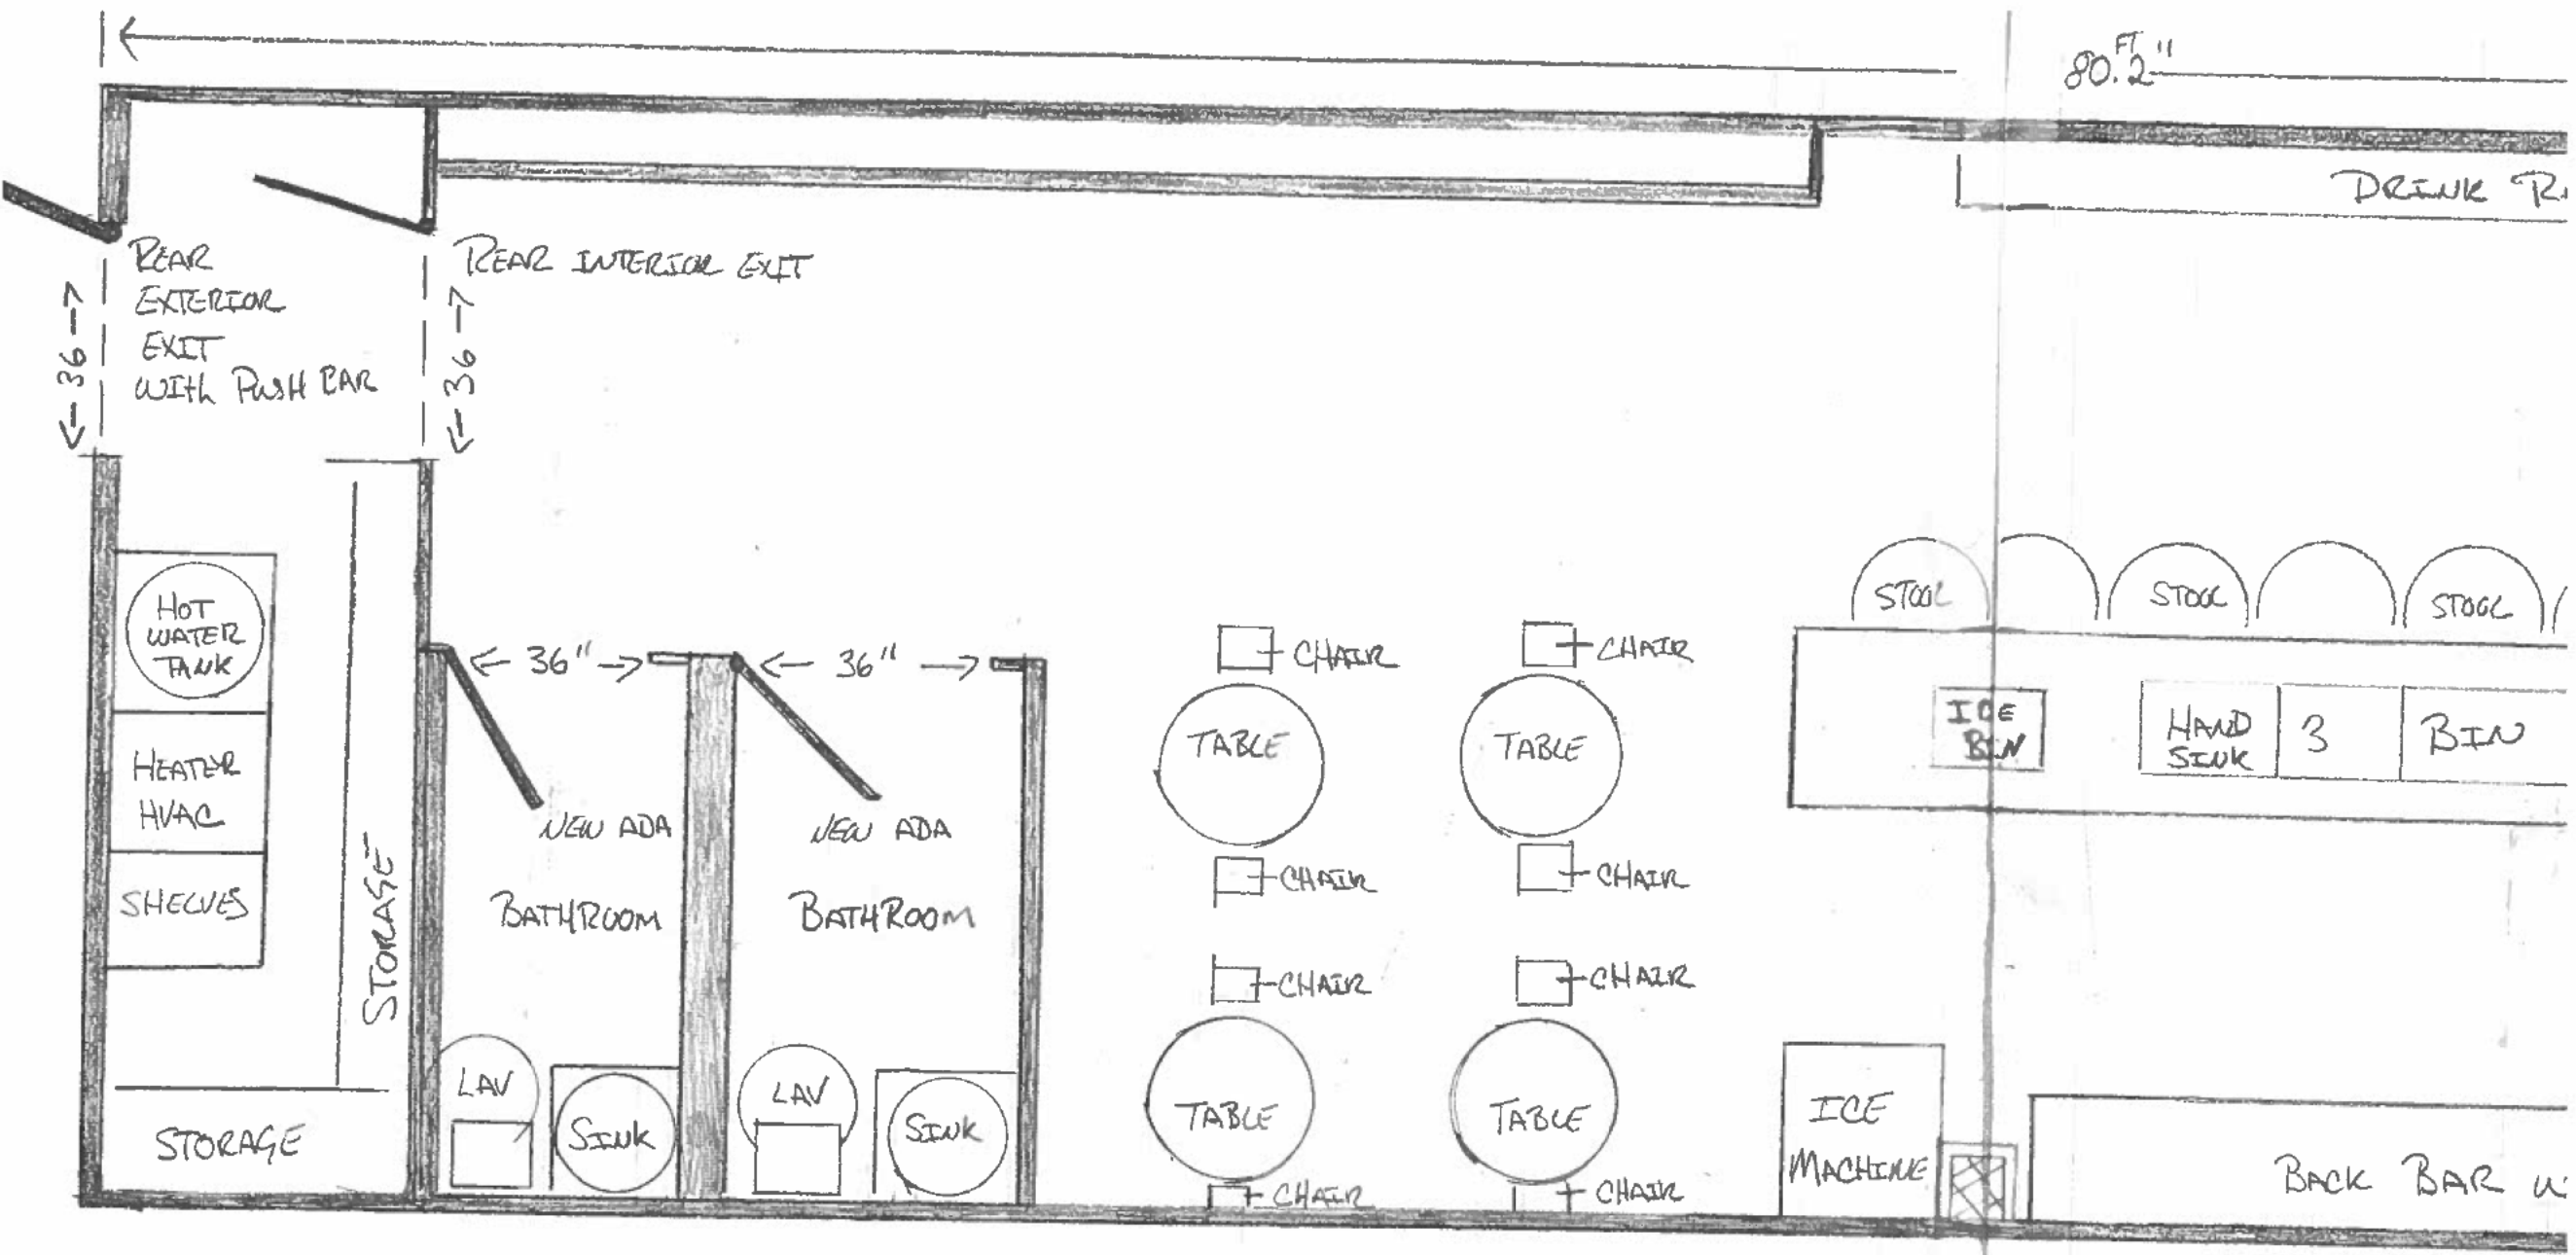 80.2"
FT
DRINK R
REAR
EXTERIOR
EXIT
WITH PUSH BAR
REAR INTERIOR EXIT
36
36
HOT
WATER
TANK
HEATER
HVAC
SHELVES
STORAGE
STORAGE
36"
36"
NEW ADA
BATHROOM
NEW ADA
BATHROOM
LAV
SINK
LAV
SINK
CHAIR
TABLE
CHAIR
CHAIR
TABLE
CHAIR
CHAIR
TABLE
CHAIR
CHAIR
TABLE
CHAIR
STOOL
STOOL
STOOL
ICE
BIN
HAND
SINK
3
BIN
ICE
MACHINE
BACK BAR